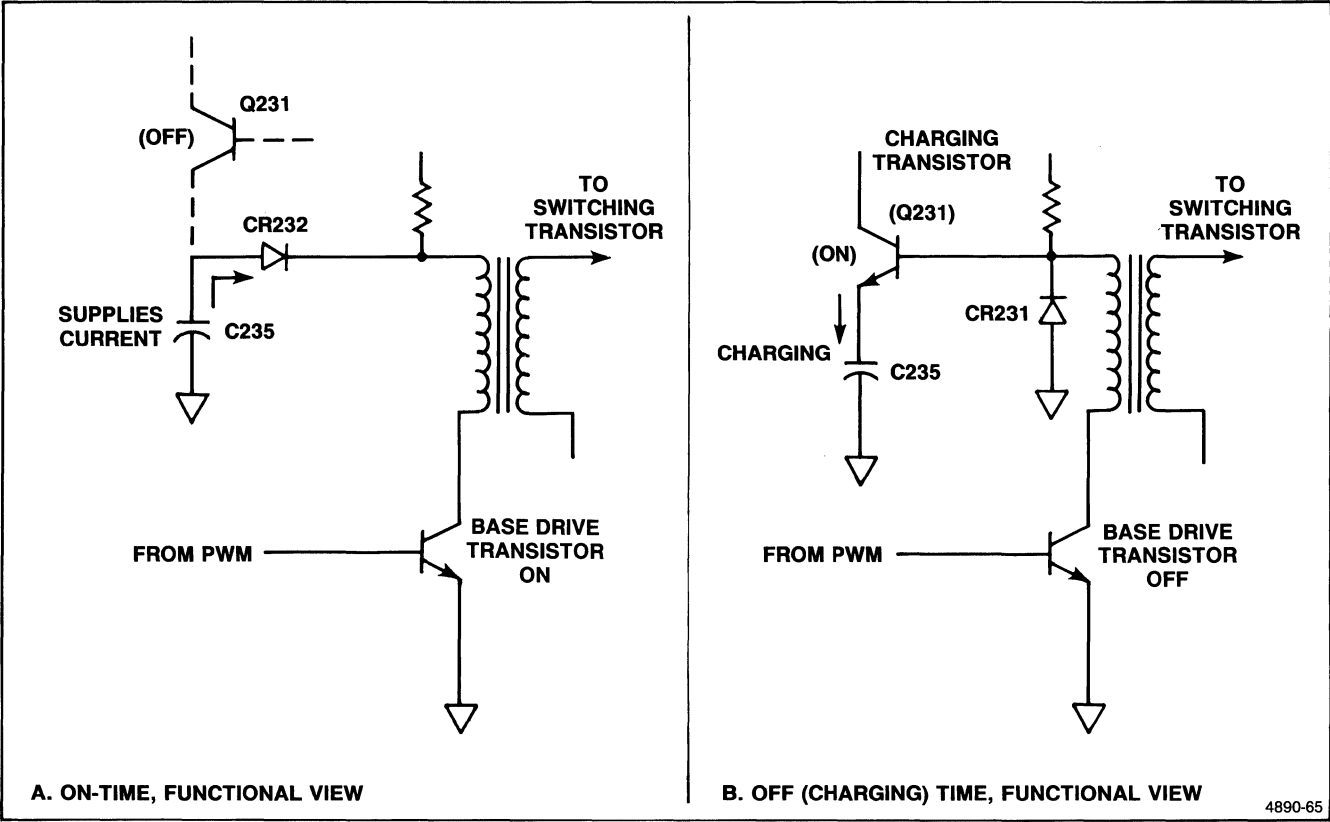 Q231
(OFF)
CR232
TO
SWITCHING
TRANSISTOR
SUPPLIES
CURRENT
C235
FROM PWM
BASE DRIVE
TRANSISTOR
ON
A. ON-TIME, FUNCTIONAL VIEW
CHARGING
TRANSISTOR
(Q231)
(ON)
TO
SWITCHING
TRANSISTOR
CR231
CHARGING
C235
FROM PWM
BASE DRIVE
TRANSISTOR
OFF
B. OFF (CHARGING) TIME, FUNCTIONAL VIEW
4890-65